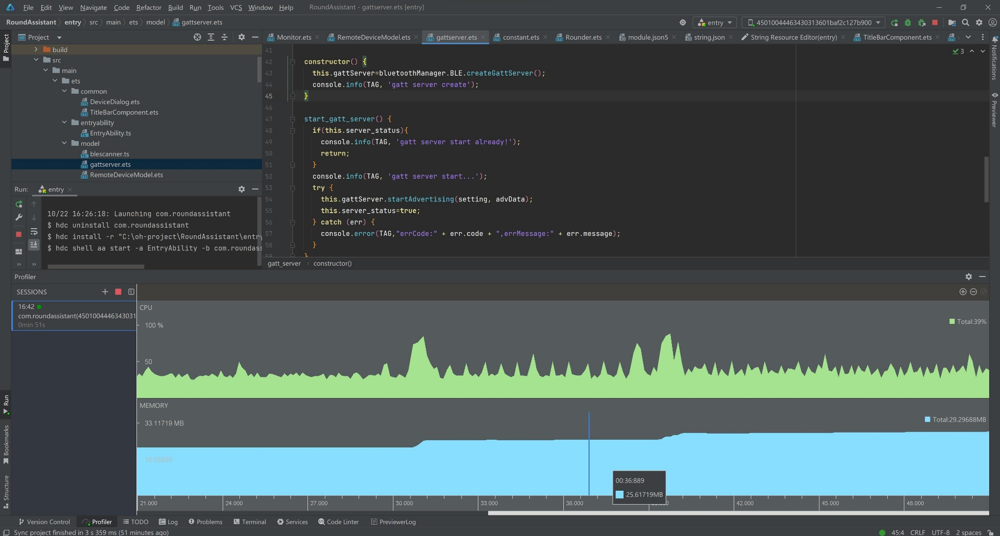 File Edit View Navigate Code Refactor Build Run Tools VCS Window Help RoundAssistant - gattserver.ets [entry]
RoundAssistant entry src main ets model gattserver.ets entry 45010044463430313601baf2c127b900
Project
Project
Monitor.ets RemoteDeviceModel.ets gattserver.ets constant.ets Rounder.ets module.json5 string.json String Resource Editor(entry) TitleBarComponent.ets
build
src
main
ets
common
DeviceDialog.ets
TitleBarComponent.ets
entryability
EntryAbility.ts
model
blescanner.ts
gattserver.ets
RemoteDeviceModel.ets
3
41
42 constructor() {
43 this.gattServer=bluetoothManager.BLE.createGattServer();
44 console.info(TAG, 'gatt server create');
45 }
46
47 start_gatt_server() {
48 if(this.server_status){
49 console.info(TAG, 'gatt server start already!');
50 return;
51 }
52 console.info(TAG, 'gatt server start...');
53 try {
54 this.gattServer.startAdvertising(setting, advData);
55 this.server_status=true;
56 } catch (err) {
57 console.error(TAG,"errCode:" + err.code + ",errMessage:" + err.message);
58 }
59 }
gatt_server constructor()
Notifications
Previewer
Run: entry
10/22 16:26:18: Launching com.roundassistant
$ hdc uninstall com.roundassistant
$ hdc install -r "C:\oh-project\RoundAssistant\entry
$ hdc shell aa start -a EntryAbility -b com.roundass
Profiler
SESSIONS
16:42
com.roundassistant(4501004446343031
0min 51s
CPU
100 %
50
Total:39%
MEMORY
33.11719 MB
Total:29.29688MB
16.55859
00:36:889
25.61719MB
21.000 24.000 27.000 30.000 33.000 36.000 42.000 45.000 48.000
Run
Bookmarks
Structure
Version Control Profiler TODO Log Problems Terminal Services Code Linter PreviewerLog
Sync project finished in 3 s 359 ms (51 minutes ago) 45:4 CRLF UTF-8 2 spaces